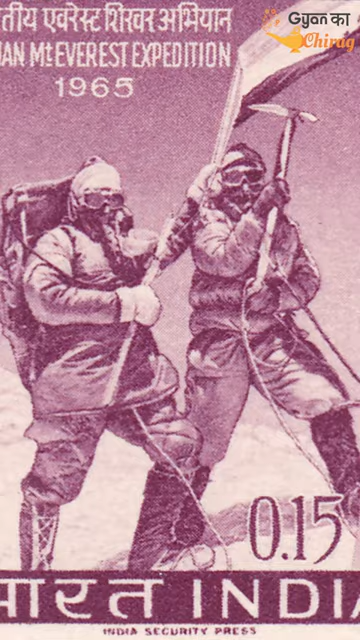 Gyan का
Chirag
तीय एवरेस्ट शिखर अभियान
IAN Mt EVEREST EXPEDITION
1965
0.15
भारत INDIA
INDIA SECURITY PRESS